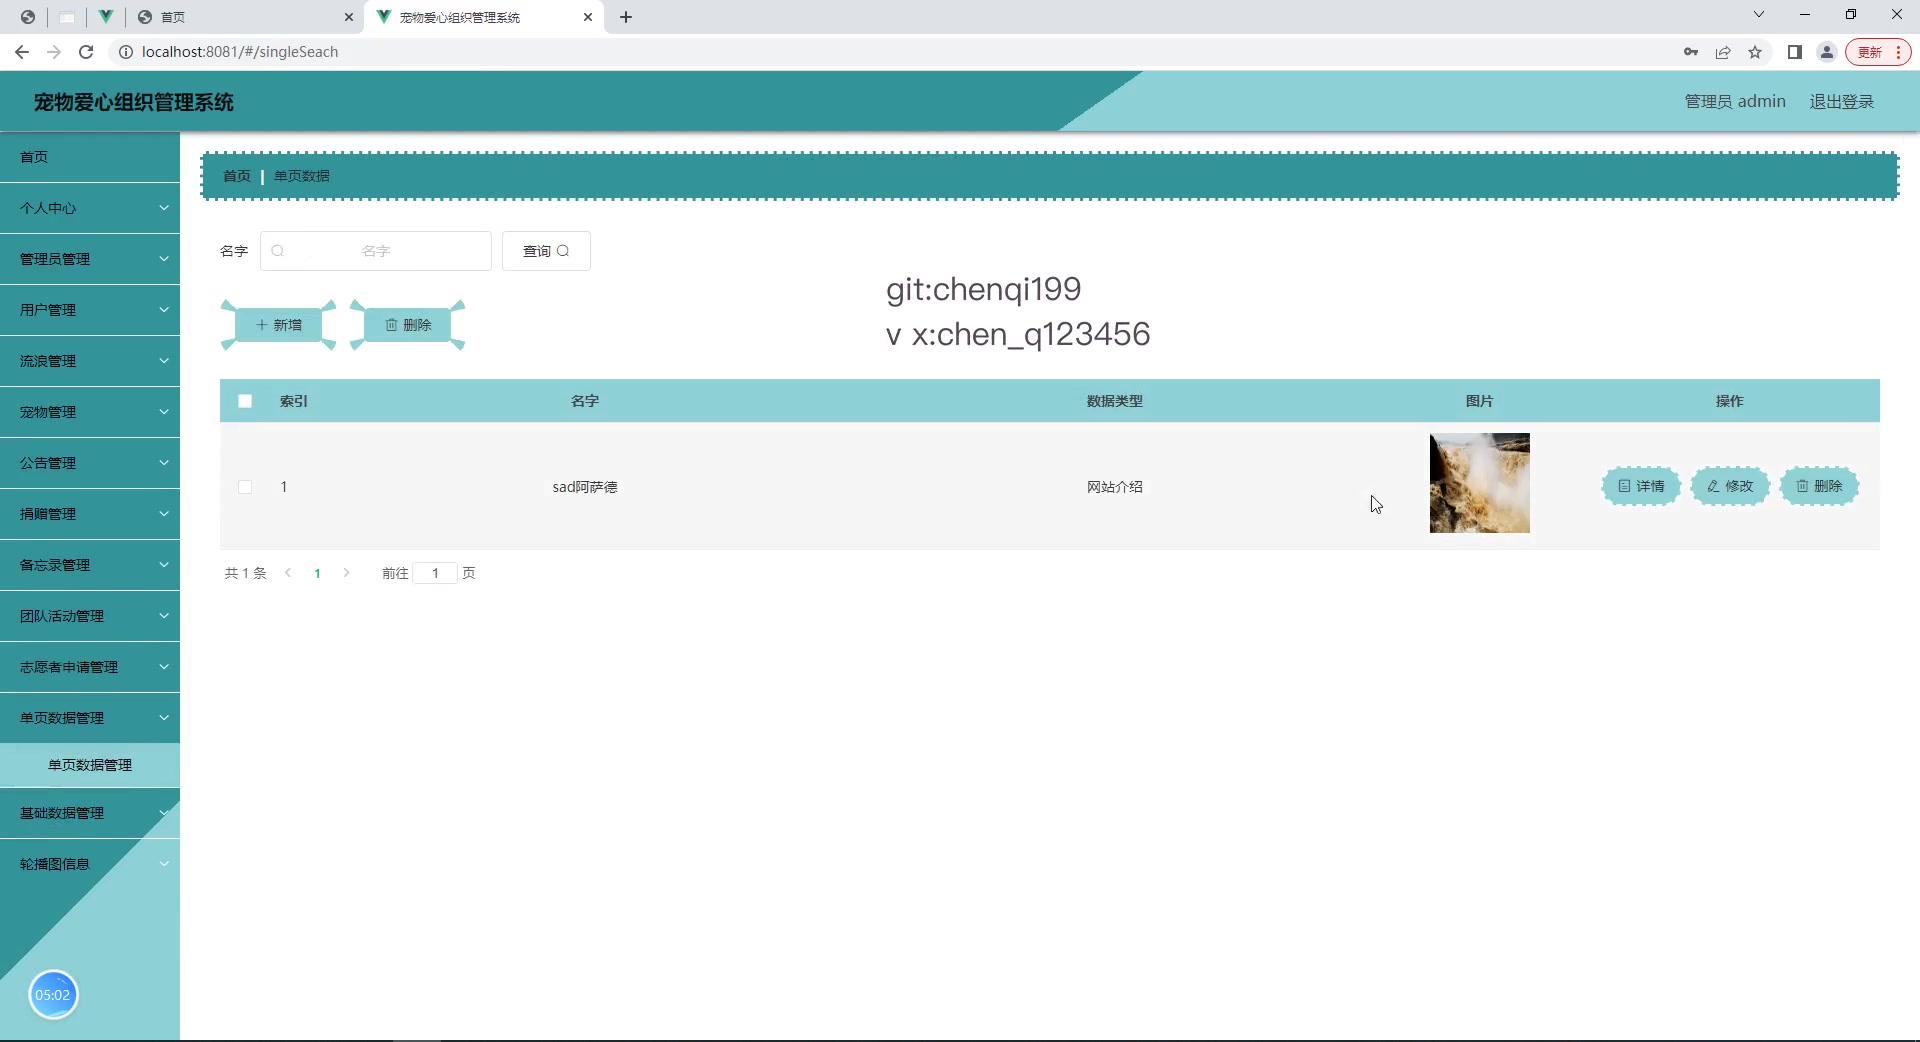 首页
宠物爱心组织管理系统
localhost:8081/#/singleSeach
更新
宠物爱心组织管理系统
管理员 admin
退出登录
首页
个人中心
管理员管理
用户管理
流浪管理
宠物管理
公告管理
捐赠管理
备忘录管理
团队活动管理
志愿者申请管理
单页数据管理
单页数据管理
基础数据管理
轮播图信息
05:02
首页 | 单页数据
名字 名字 查询
新增 删除
git:chenqi199
v x:chen_q123456
索引 名字 数据类型 图片 操作
1 sad阿萨德 网站介绍 详情 修改 删除
共 1 条 1 前往 1 页